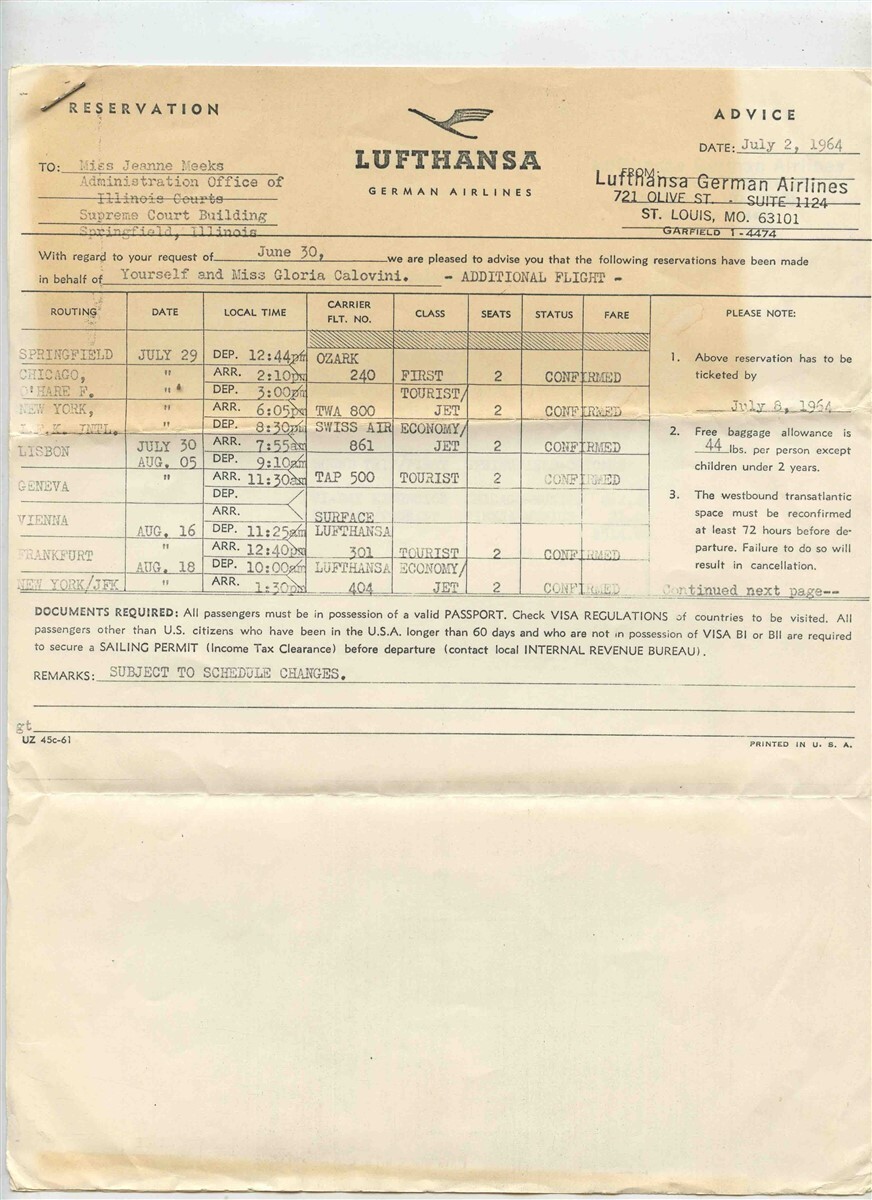 RESERVATION
ADVICE
LUFTHANSA
GERMAN AIRLINES
DATE: July 2, 1964
TO: Miss Jeanne Meeks
Administration Office of
Illinois Courts
Supreme Court Building
Springfield, Illinois
FROM:
Lufthansa German Airlines
721 OLIVE ST. - SUITE 1124
ST. LOUIS, MO. 63101
GARFIELD 1-4474
With regard to your request of June 30, we are pleased to advise you that the following reservations have been made
in behalf of Yourself and Miss Gloria Calovini. - ADDITIONAL FLIGHT -
ROUTING DATE LOCAL TIME CARRIER FLT. NO. CLASS SEATS STATUS FARE
SPRINGFIELD JULY 29 DEP. 12:44pm OZARK
CHICAGO, " ARR. 2:10pm 240 FIRST 2 CONFIRMED
O'HARE F. " DEP. 3:00pm TOURIST/
NEW YORK, " ARR. 6:05pm TWA 800 JET 2 CONFIRMED
J.F.K. INTL. " DEP. 8:30pm SWISS AIR ECONOMY/
LISBON JULY 30 ARR. 7:55am 861 JET 2 CONFIRMED
AUG. 05 DEP. 9:10am
GENEVA " ARR. 11:30am TAP 500 TOURIST 2 CONFIRMED
DEP.
VIENNA ARR. SURFACE
AUG. 16 DEP. 11:25am LUFTHANSA
FRANKFURT " ARR. 12:40pm 301 TOURIST 2 CONFIRMED
AUG. 18 DEP. 10:00am LUFTHANSA ECONOMY/
NEW YORK/JFK " ARR. 1:30pm 404 JET 2 CONFIRMED
PLEASE NOTE:
1. Above reservation has to be
ticketed by
July 8, 1964
2. Free baggage allowance is
44 lbs. per person except
children under 2 years.
3. The westbound transatlantic
space must be reconfirmed
at least 72 hours before de-
parture. Failure to do so will
result in cancellation.
Continued next page--
DOCUMENTS REQUIRED: All passengers must be in possession of a valid PASSPORT. Check VISA REGULATIONS of countries to be visited. All
passengers other than U.S. citizens who have been in the U.S.A. longer than 60 days and who are not in possession of VISA BI or BII are required
to secure a SAILING PERMIT (Income Tax Clearance) before departure (contact local INTERNAL REVENUE BUREAU).
REMARKS: SUBJECT TO SCHEDULE CHANGES.
gt
UZ 45c-61
PRINTED IN U. S. A.